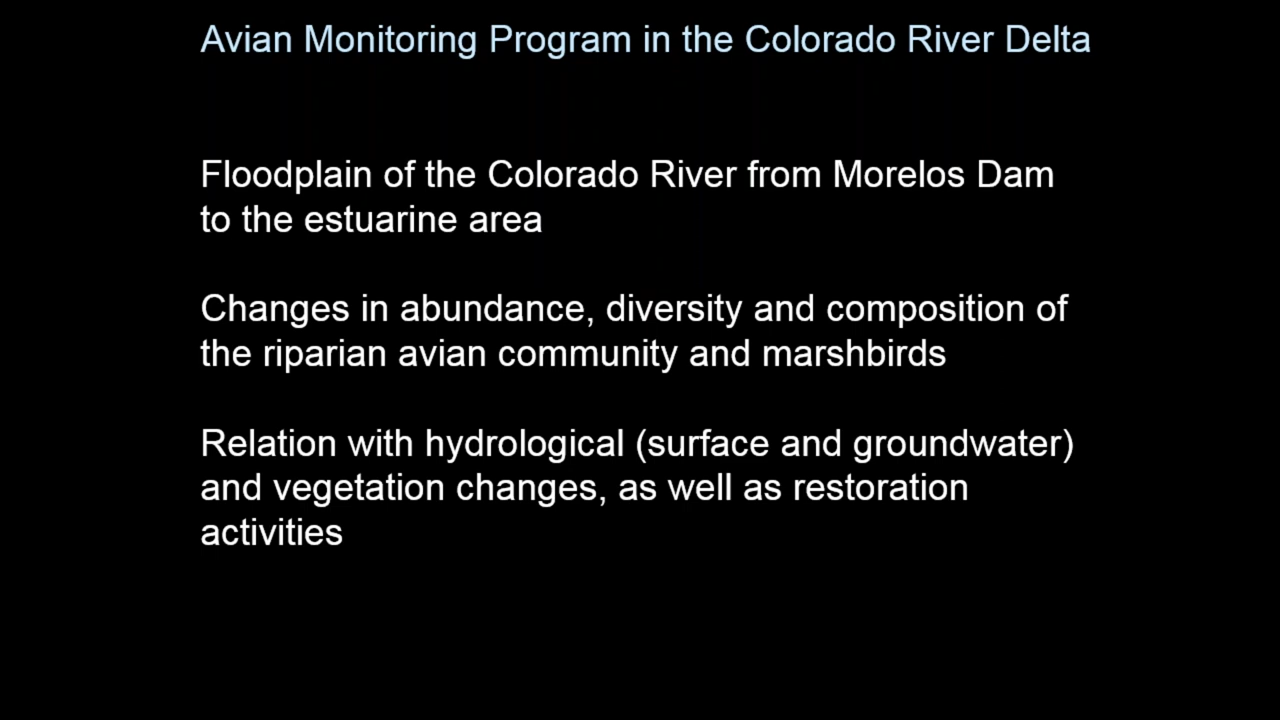 Avian Monitoring Program in the Colorado River Delta
Floodplain of the Colorado River from Morelos Dam
to the estuarine area
Changes in abundance, diversity and composition of
the riparian avian community and marshbirds
Relation with hydrological (surface and groundwater)
and vegetation changes, as well as restoration
activities